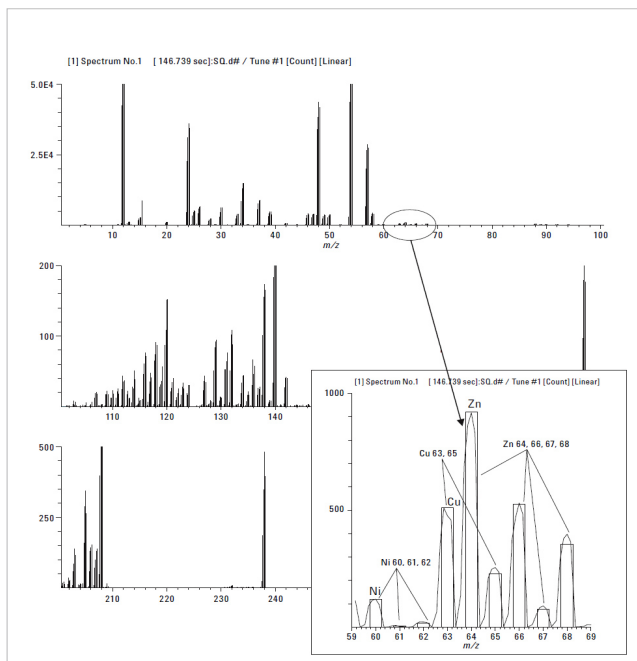 [1] Spectrum No.1 [ 146.739 sec]:SQ.d# / Tune #1 [Count] [Linear]
5.0E4
2.5E4
10 20 30 40 50 60 70 80 90 100
m/z
200
100
110 120 130 140
[1] Spectrum No.1 [ 146.739 sec]:SQ.d# / Tune #1 [Count] [Linear]
1000
Zn
Cu 63, 65
Zn 64, 66, 67, 68
500
Cu
Ni 60, 61, 62
Ni
59 60 61 62 63 64 65 66 67 68 69
m/z
500
250
210 220 230 240